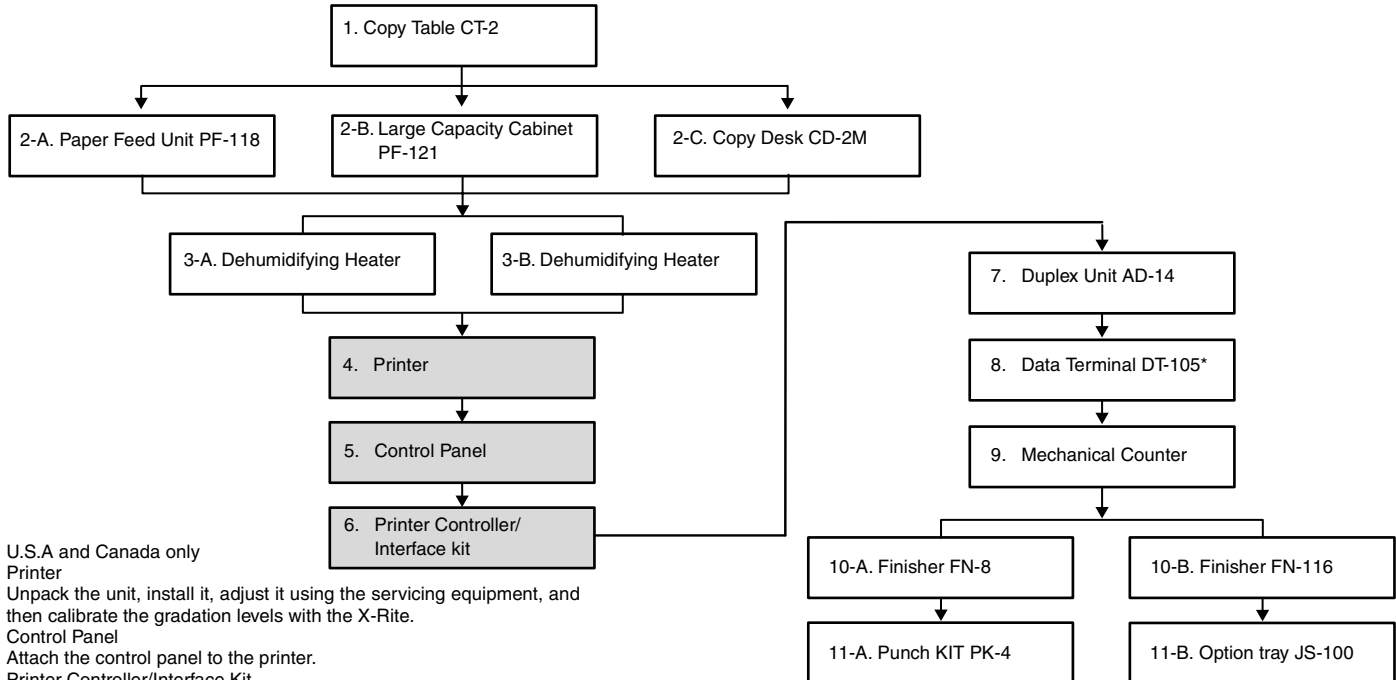 1. Copy Table CT-2
2-A. Paper Feed Unit PF-118
2-B. Large Capacity Cabinet
PF-121
2-C. Copy Desk CD-2M
3-A. Dehumidifying Heater
3-B. Dehumidifying Heater
4. Printer
5. Control Panel
6. Printer Controller/
Interface kit
7. Duplex Unit AD-14
8. Data Terminal DT-105*
9. Mechanical Counter
10-A. Finisher FN-8
10-B. Finisher FN-116
11-A. Punch KIT PK-4
11-B. Option tray JS-100
U.S.A and Canada only
Printer
Unpack the unit, install it, adjust it using the servicing equipment, and
then calibrate the gradation levels with the X-Rite.
Control Panel
Attach the control panel to the printer.
Printer Controller/Interface Kit